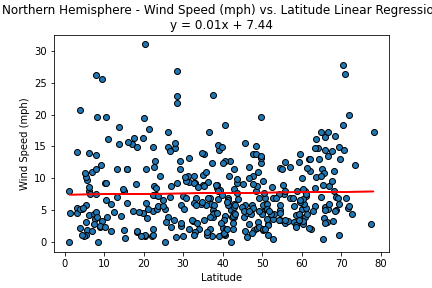 Northern Hemisphere - Wind Speed (mph) vs. Latitude Linear Regressio
y = 0.01x + 7.44
30
25
20
15
10
5
0
Wind Speed (mph)
0 10 20 30 40 50 60 70 80
Latitude